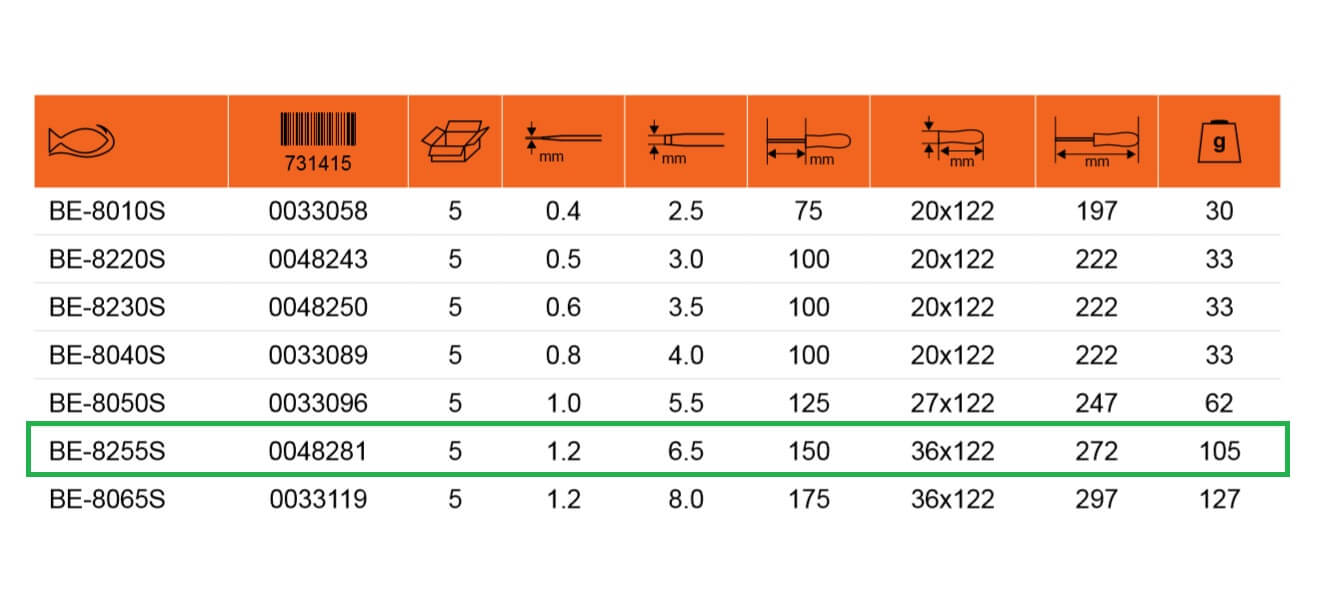 731415 mm mm mm mm mm g
BE-8010S 0033058 5 0.4 2.5 75 20x122 197 30
BE-8220S 0048243 5 0.5 3.0 100 20x122 222 33
BE-8230S 0048250 5 0.6 3.5 100 20x122 222 33
BE-8040S 0033089 5 0.8 4.0 100 20x122 222 33
BE-8050S 0033096 5 1.0 5.5 125 27x122 247 62
BE-8255S 0048281 5 1.2 6.5 150 36x122 272 105
BE-8065S 0033119 5 1.2 8.0 175 36x122 297 127